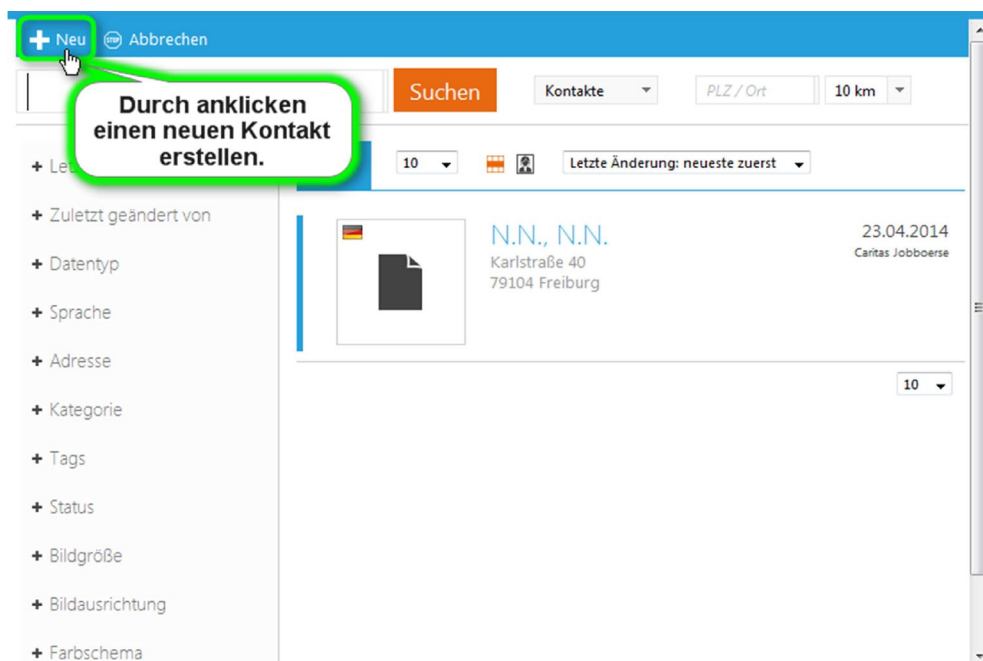 Neu Abbrechen
Durch anklicken
einen neuen Kontakt
erstellen.
Suchen Kontakte PLZ / Ort 10 km
10 Letzte Änderung: neueste zuerst
Zuletzt geändert von
Datentyp
Sprache
Adresse
Kategorie
Tags
Status
Bildgröße
Bildausrichtung
Farbschema
N.N., N.N. 23.04.2014
Karlstraße 40 Caritas Jobboerse
79104 Freiburg
10